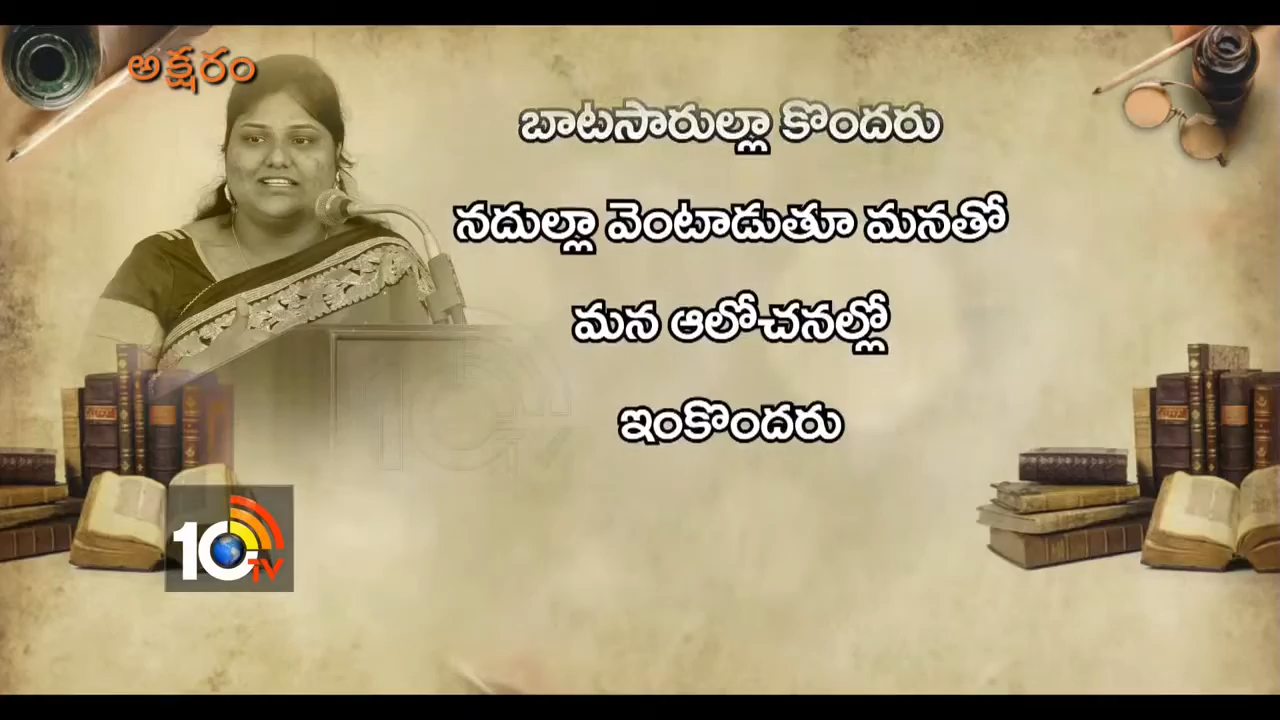 అక్షరం
బాటసారుల్లా కొందరు
నదుల్లా వెంటాడుతూ మనతో
మన ఆలోచనల్లో
ఇంకొందరు
10TV